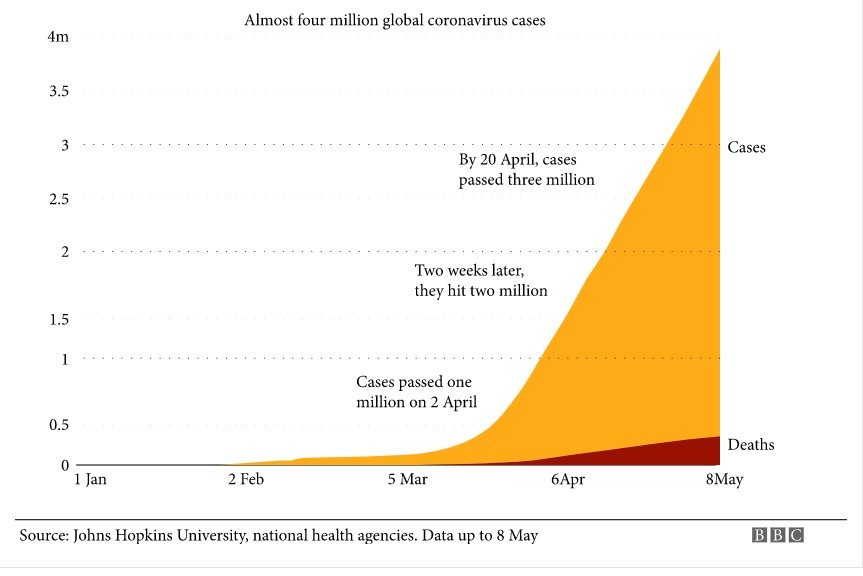 Almost four million global coronavirus cases
4m
3.5
3
2.5
2
1.5
1
0.5
0
By 20 April, cases
passed three million
Cases
Two weeks later,
they hit two million
Cases passed one
million on 2 April
Deaths
1 Jan
2 Feb
5 Mar
6Apr
8May
Source: Johns Hopkins University, national health agencies. Data up to 8 May
BBC